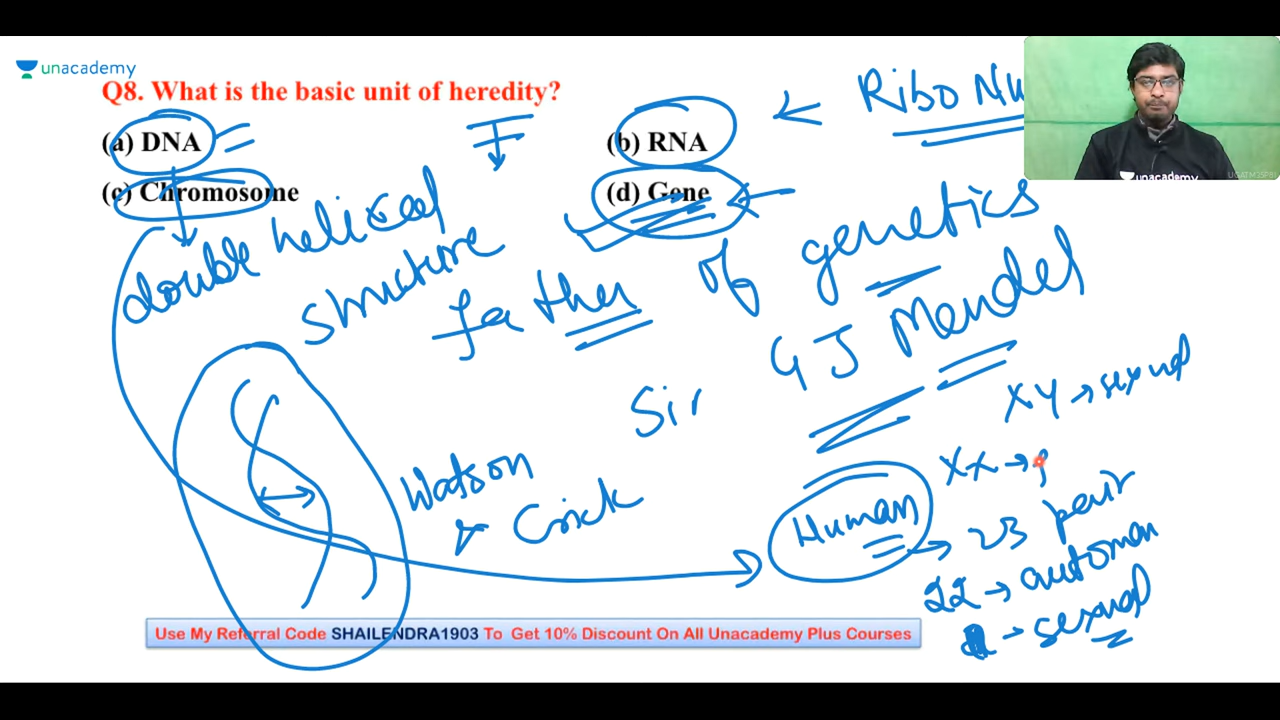 unacademy
Q8. What is the basic unit of heredity?
(a) DNA
(b) RNA
(c) Chromosome
(d) Gene
Ribo Nu
double helical
structure
father of genetics
Sir G J Mendel
Watson
& Crick
XY → sexual
XX →
Human → 23 pair
22 → automan
→ sexual
unacademy
Use My Referral Code SHAILENDRA1903 To Get 10% Discount On All Unacademy Plus Courses